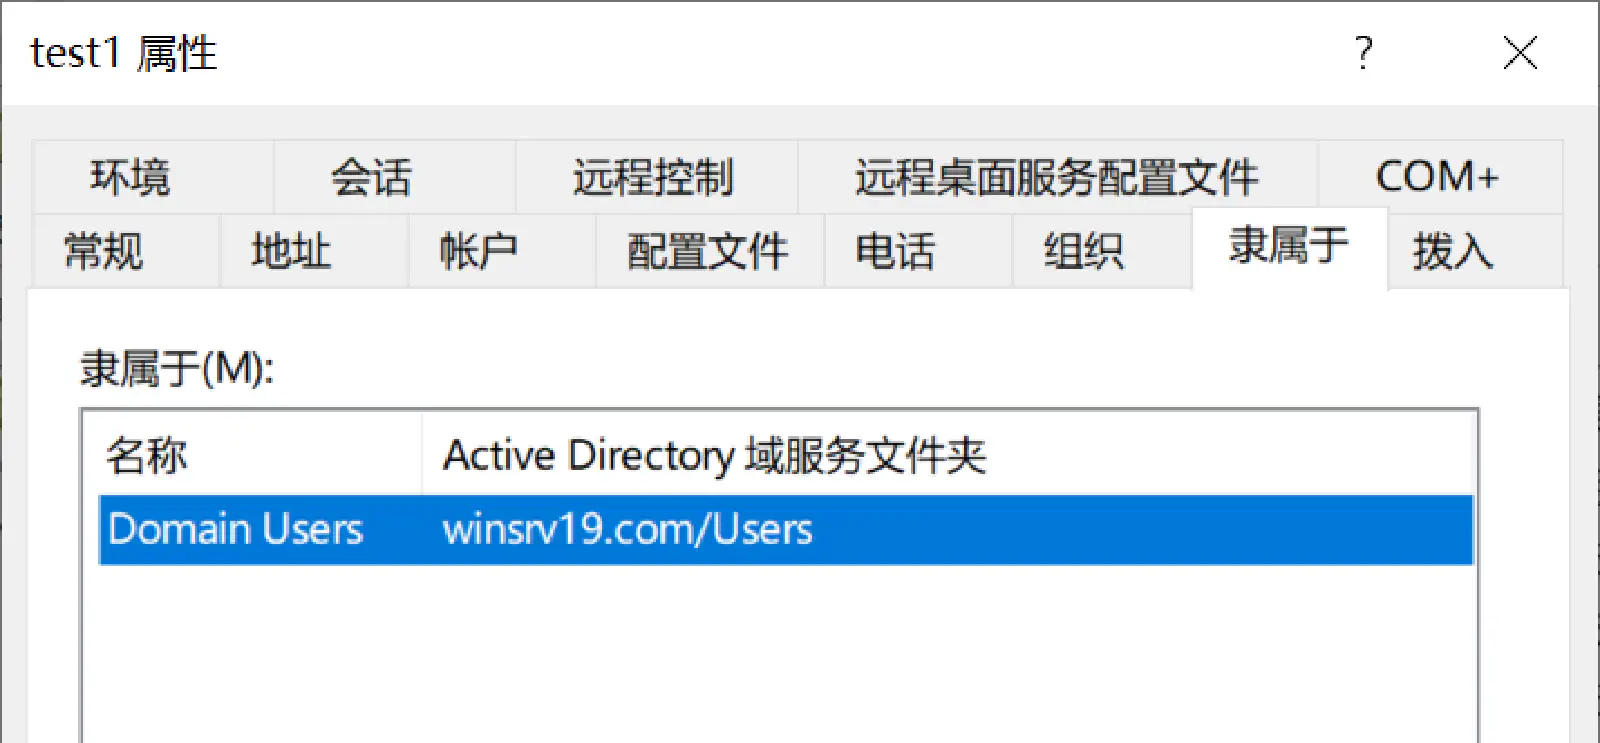 test1 属性
环境 会话 远程控制 远程桌面服务配置文件 COM+
常规 地址 帐户 配置文件 电话 组织 隶属于 拨入
隶属于(M):
名称 Active Directory 域服务文件夹
Domain Users winsrv19.com/Users